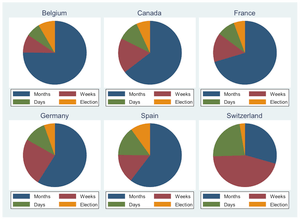 Belgium Canada France
Months Weeks Months Weeks Months Weeks
Days Election Days Election Days Election
Germany Spain Switzerland
Months Weeks Months Weeks Months Weeks
Days Election Days Election Days Election